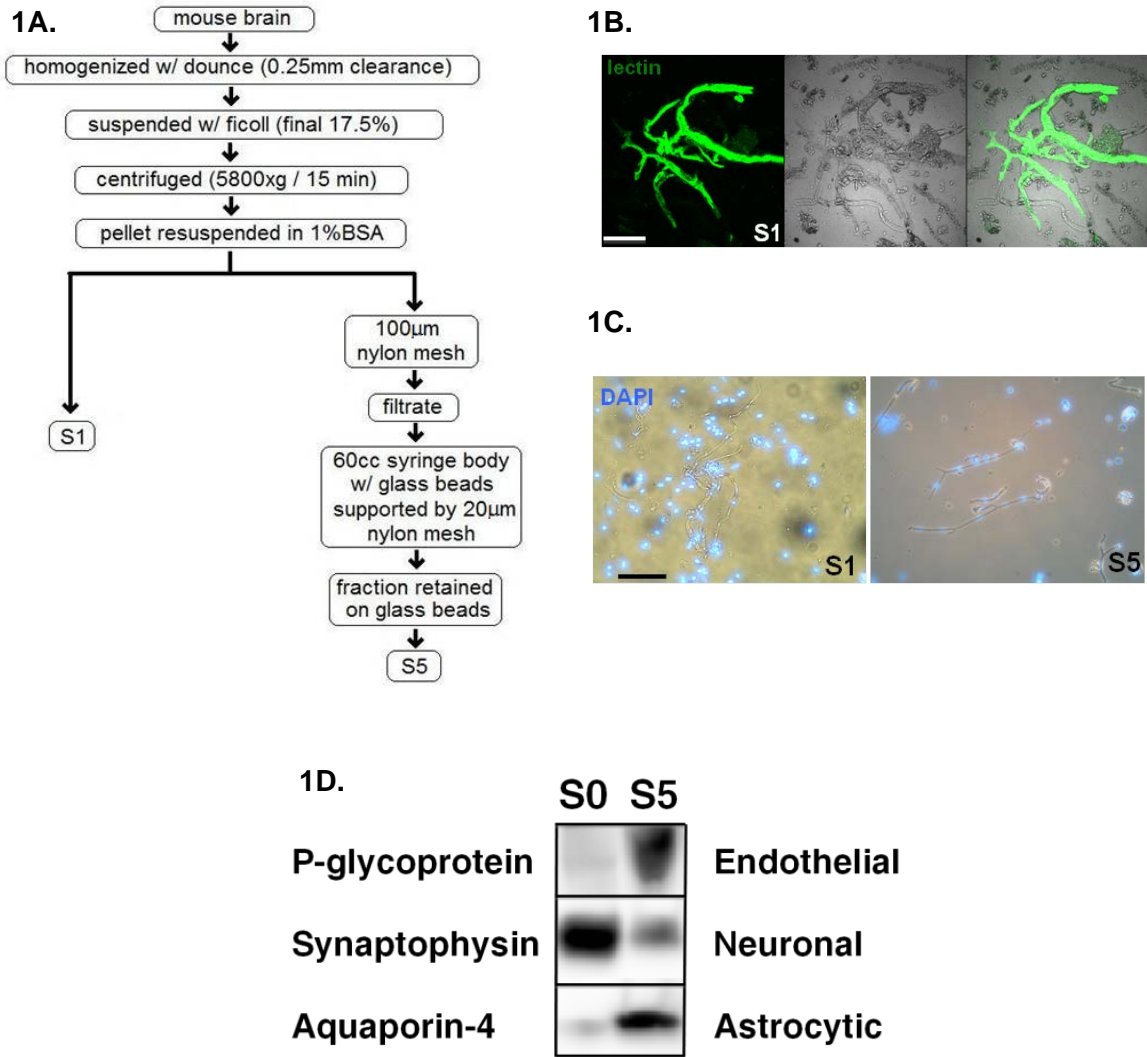 1A.
mouse brain
homogenized w/ dounce (0.25mm clearance)
suspended w/ ficoll (final 17.5%)
centrifuged (5800xg / 15 min)
pellet resuspended in 1%BSA
S1
100µm
nylon mesh
filtrate
60cc syringe body
w/ glass beads
supported by 20µm
nylon mesh
fraction retained
on glass beads
S5
1B.
lectin
S1
1C.
DAPI
S1
S5
1D.
S0 S5
P-glycoprotein Endothelial
Synaptophysin Neuronal
Aquaporin-4 Astrocytic